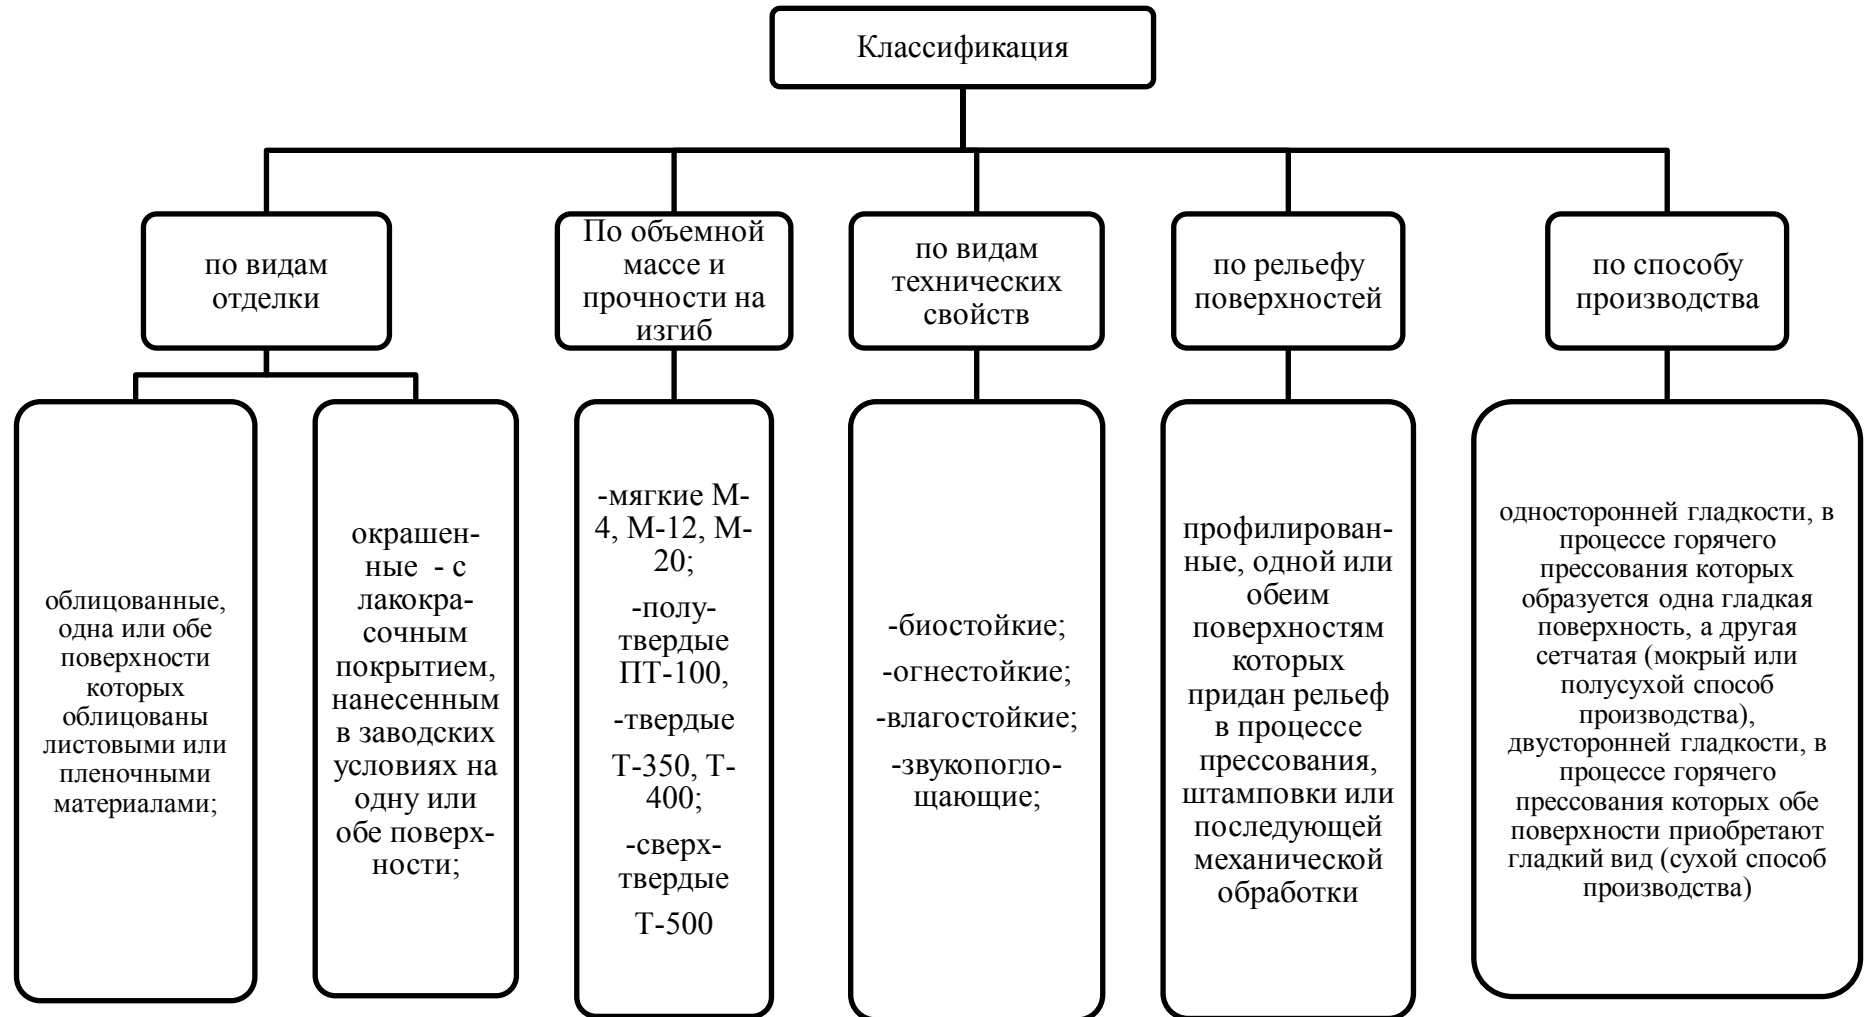 Классификация
по видам
отделки
По объемной
массе и
прочности на
изгиб
по видам
технических
свойств
по рельефу
поверхностей
по способу
производства
облицованные,
одна или обе
поверхности
которых
облицованы
листовыми или
пленочными
материалами;
окрашен-
ные - с
лакокра-
сочным
покрытием,
нанесенным
в заводских
условиях на
одну или
обе поверх-
ности;
-мягкие М-
4, М-12, М-
20;
-полу-
твердые
ПТ-100,
-твердые
Т-350, Т-
400;
-сверх-
твердые
Т-500
-биостойкие;
-огнестойкие;
-влагостойкие;
-звукопогло-
щающие;
профилирован-
ные, одной или
обеим
поверхностям
которых
придан рельеф
в процессе
прессования,
штамповки или
последующей
механической
обработки
односторонней гладкости, в
процессе горячего
прессования которых
образуется одна гладкая
поверхность, а другая
сетчатая (мокрый или
полусухой способ
производства),
двусторонней гладкости, в
процессе горячего
прессования которых обе
поверхности приобретают
гладкий вид (сухой способ
производства)